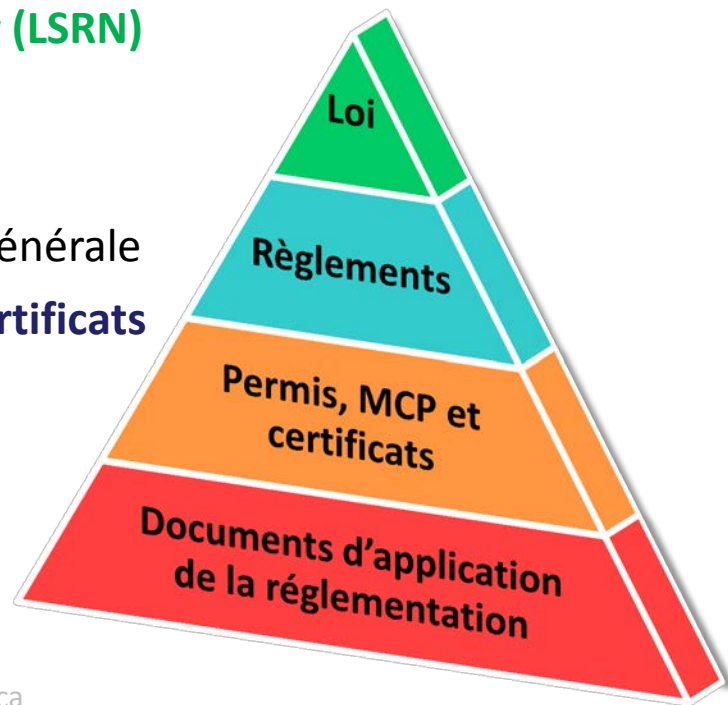 (LSRN)
Loi
énérale
Règlements
rtificats
Permis, MCP et
certificats
Documents d’application
de la réglementation
ca